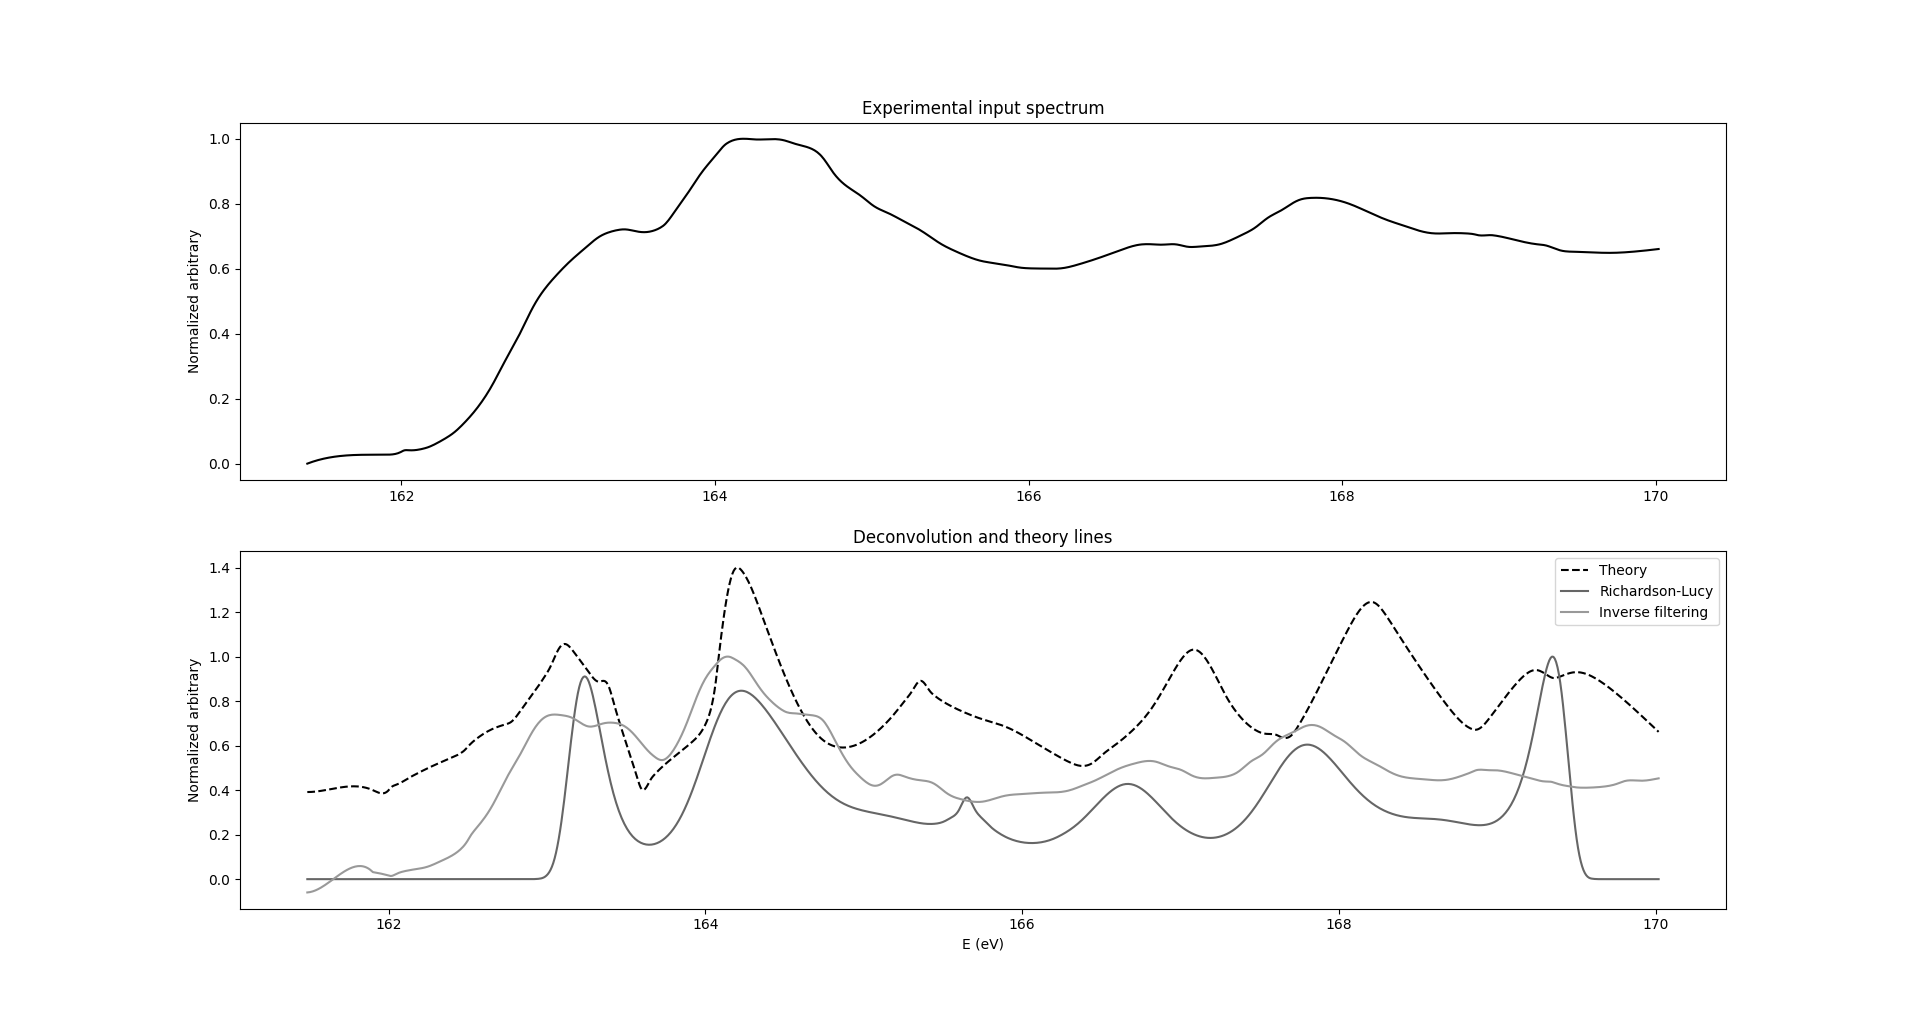 Experimental input spectrum
Normalized arbitrary
1.0
0.8
0.6
0.4
0.2
0.0
162 164 166 168 170
Deconvolution and theory lines
Normalized arbitrary
1.4
1.2
1.0
0.8
0.6
0.4
0.2
0.0
Theory
Richardson-Lucy
Inverse filtering
162 164 166 168 170
E (eV)